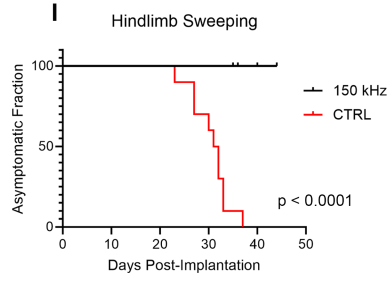 I
Hindlimb Sweeping
Asymptomatic Fraction
100
50
0
150 kHz
CTRL
p < 0.0001
0 10 20 30 40 50
Days Post-Implantation